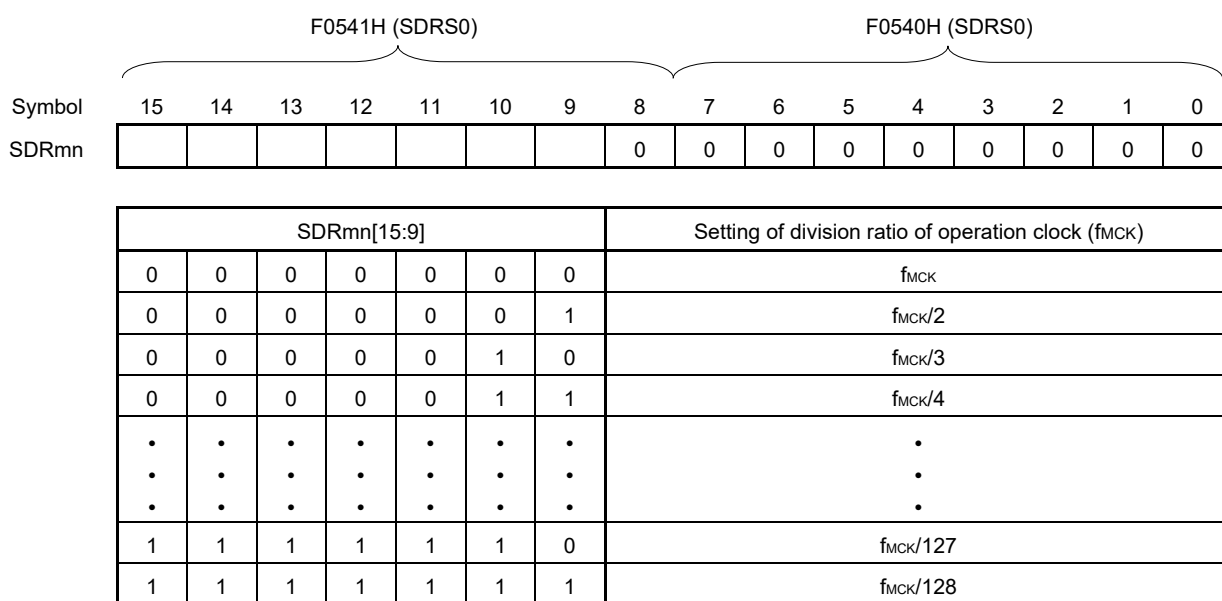 F0541H (SDRS0) F0540H (SDRS0)
Symbol 15 14 13 12 11 10 9 8 7 6 5 4 3 2 1 0
SDRmn 0 0 0 0 0 0 0 0 0
SDRmn[15:9] Setting of division ratio of operation clock (fMCK)
0 0 0 0 0 0 0 fMCK
0 0 0 0 0 0 1 fMCK/2
0 0 0 0 0 1 0 fMCK/3
0 0 0 0 0 1 1 fMCK/4
• • • • • • • •
• • • • • • • •
• • • • • • • •
1 1 1 1 1 1 0 fMCK/127
1 1 1 1 1 1 1 fMCK/128